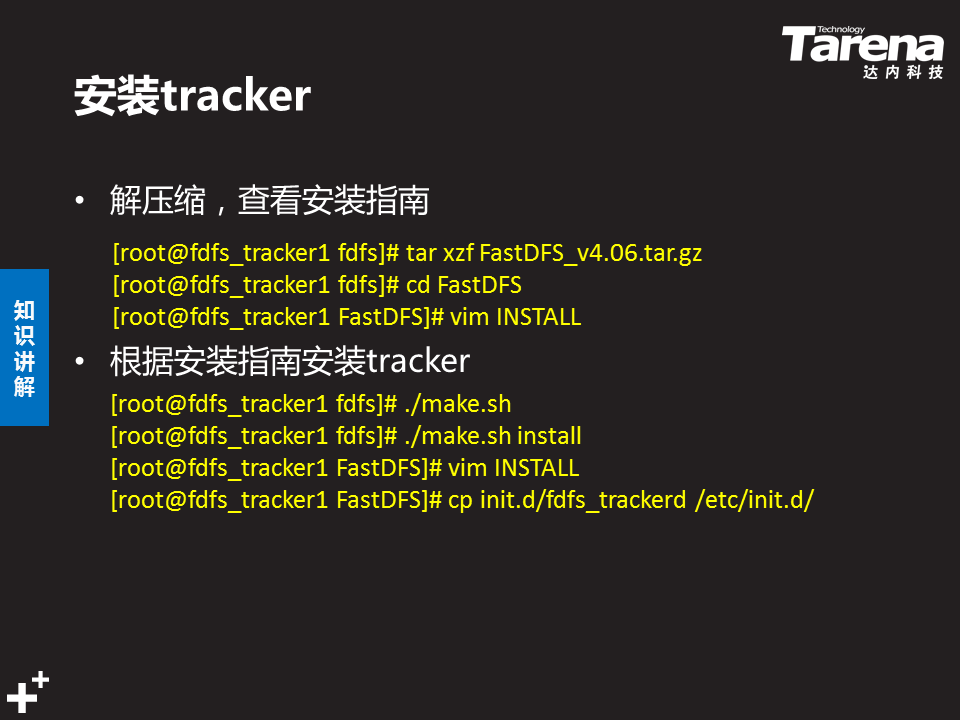 Technology
Tarena
达内科技
安装tracker
• 解压缩，查看安装指南
[root@fdfs_tracker1 fdfs]# tar xzf FastDFS_v4.06.tar.gz
[root@fdfs_tracker1 fdfs]# cd FastDFS
[root@fdfs_tracker1 FastDFS]# vim INSTALL
• 根据安装指南安装tracker
[root@fdfs_tracker1 fdfs]# ./make.sh
[root@fdfs_tracker1 fdfs]# ./make.sh install
[root@fdfs_tracker1 FastDFS]# vim INSTALL
[root@fdfs_tracker1 FastDFS]# cp init.d/fdfs_trackerd /etc/init.d/
知识讲解